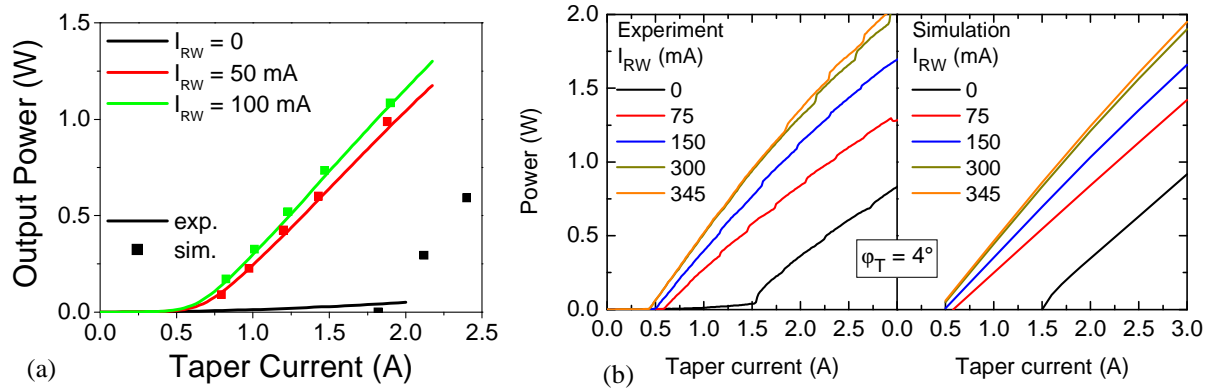 1.5
1.0
0.5
0.0
Output Power (W)
I_RW = 0
I_RW = 50 mA
I_RW = 100 mA
exp.
sim.
0.0 0.5 1.0 1.5 2.0 2.5
Taper Current (A)
(a)
2.0
1.5
1.0
0.5
0.0
Power (W)
Experiment
I_RW (mA)
0
75
150
300
345
Simulation
I_RW (mA)
0
75
150
300
345
φ_T = 4°
0.0 0.5 1.0 1.5 2.0 2.5 0.0 0.5 1.0 1.5 2.0 2.5 3.0
Taper current (A) Taper current (A)
(b)